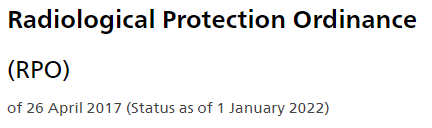 Radiological Protection Ordinance
(RPO)
of 26 April 2017 (Status as of 1 January 2022)